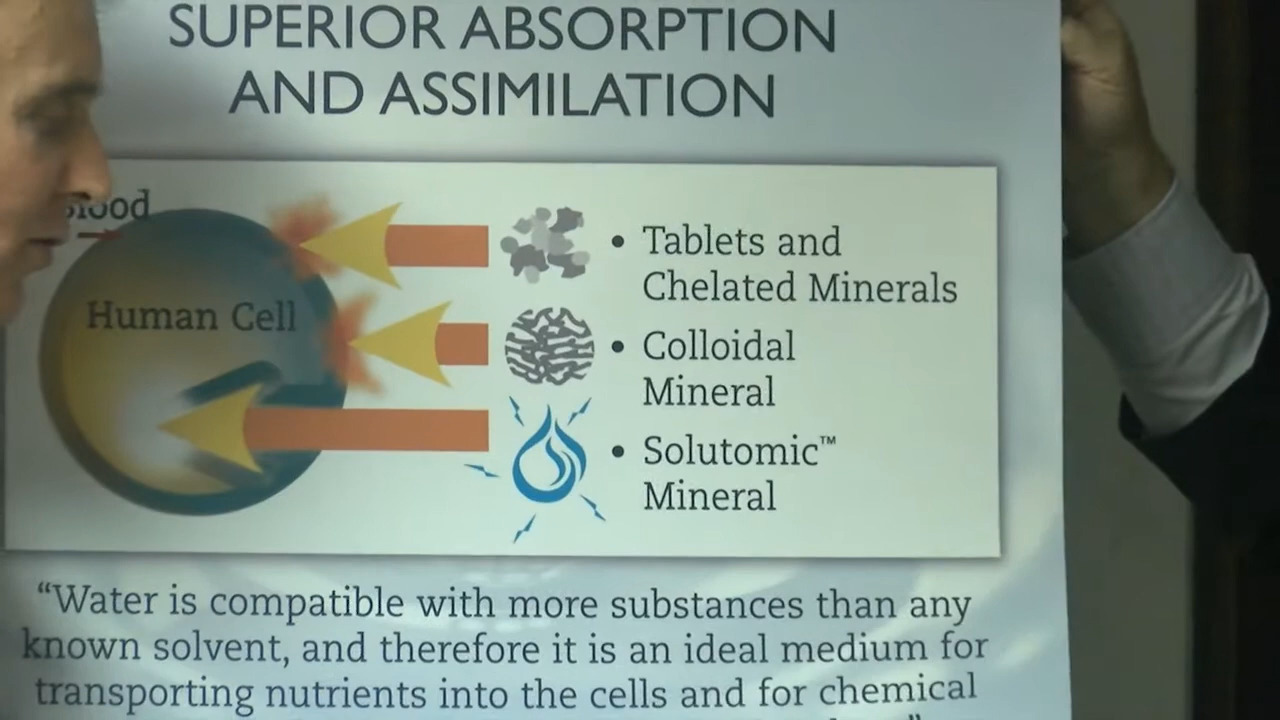 SUPERIOR ABSORPTION
AND ASSIMILATION
Blood
Human Cell
• Tablets and
Chelated Minerals
• Colloidal
Mineral
• Solutomic™
Mineral
“Water is compatible with more substances than any
known solvent, and therefore it is an ideal medium for
transporting nutrients into the cells and for chemical